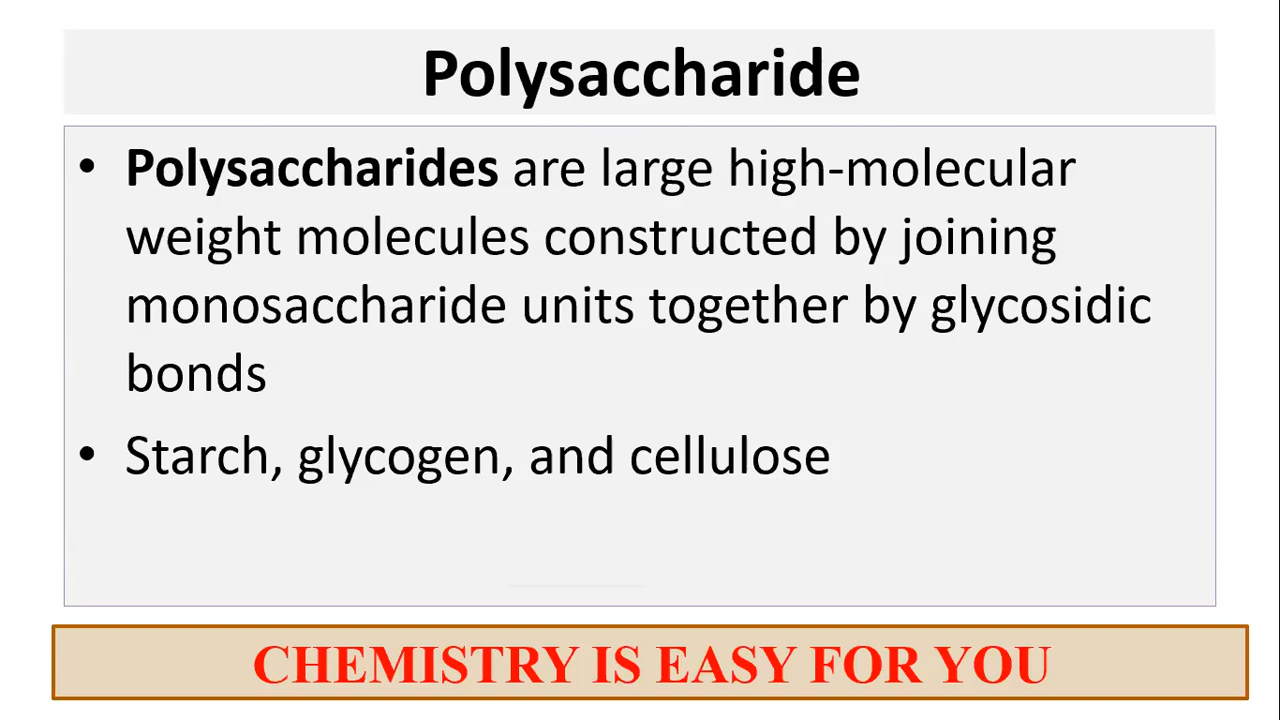 Polysaccharide
• Polysaccharides are large high-molecular
weight molecules constructed by joining
monosaccharide units together by glycosidic
bonds
• Starch, glycogen, and cellulose
CHEMISTRY IS EASY FOR YOU